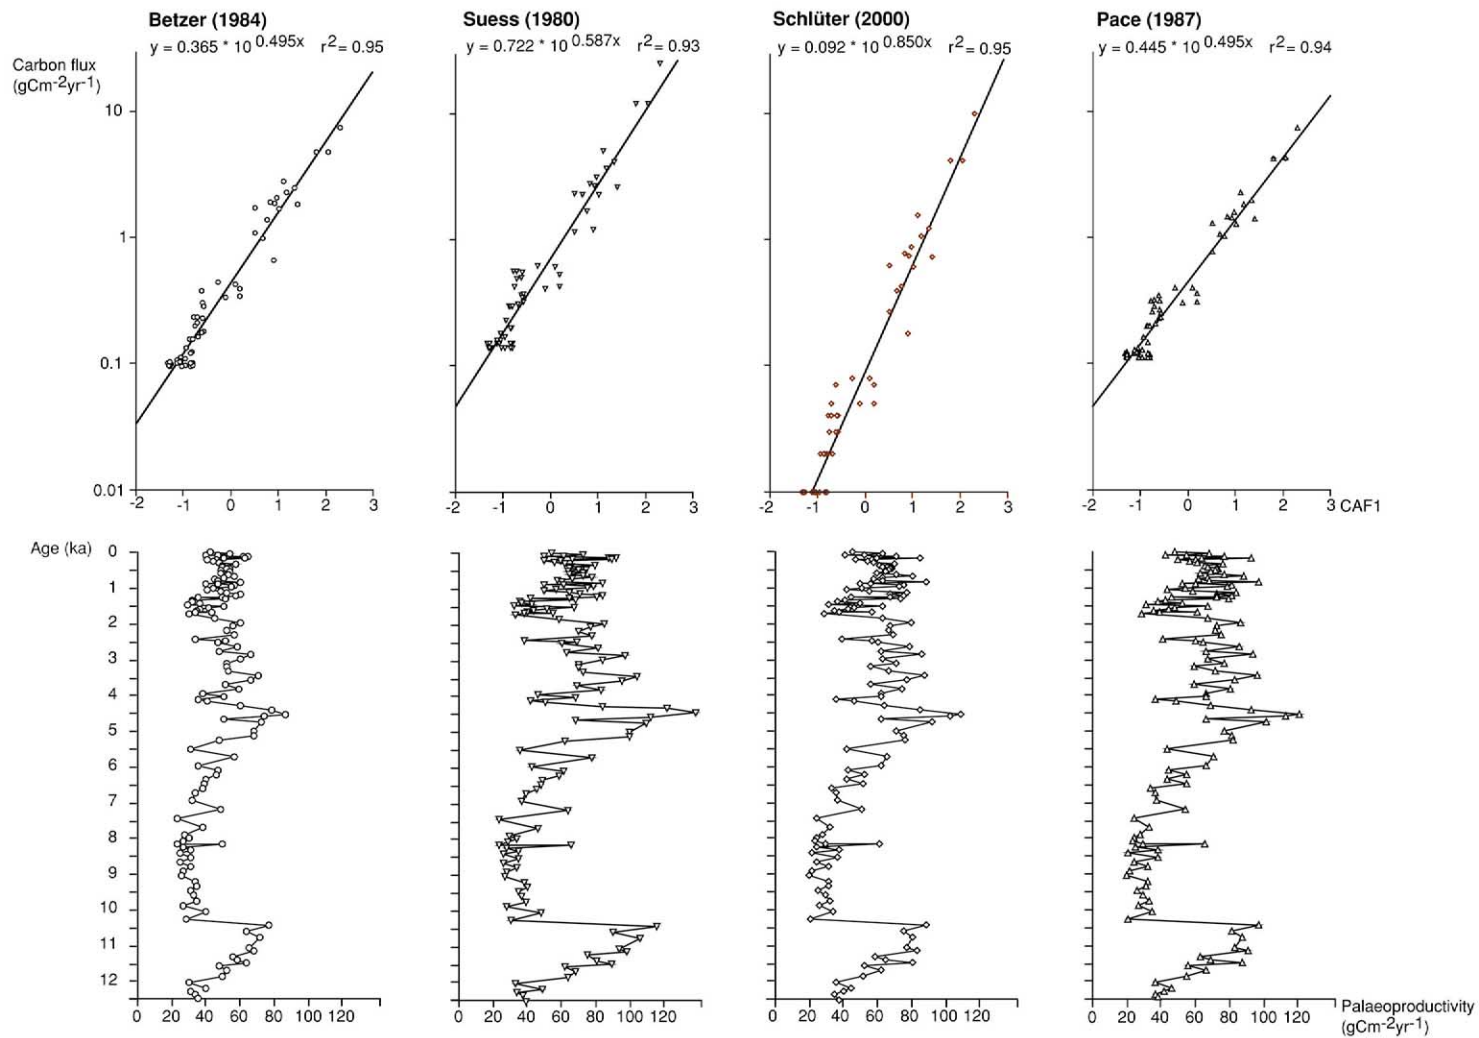 Betzer (1984) Suess (1980) Schlüter (2000) Pace (1987)
y = 0.365 * 10 0.495x r2 = 0.95 y = 0.722 * 10 0.587x r2 = 0.93 y = 0.092 * 10 0.850x r2 = 0.95 y = 0.445 * 10 0.495x r2 = 0.94
Carbon flux
(gCm-2yr-1)
10
1
0.1
0.01
-2 -1 0 1 2 3 -2 -1 0 1 2 3 -2 -1 0 1 2 3 -2 -1 0 1 2 3 CAF1
Age (ka)
0
1
2
3
4
5
6
7
8
9
10
11
12
0 20 40 60 80 100 120 0 20 40 60 80 100 120 0 20 40 60 80 100 120 0 20 40 60 80 100 120
Palaeoproductivity
(gCm-2yr-1)